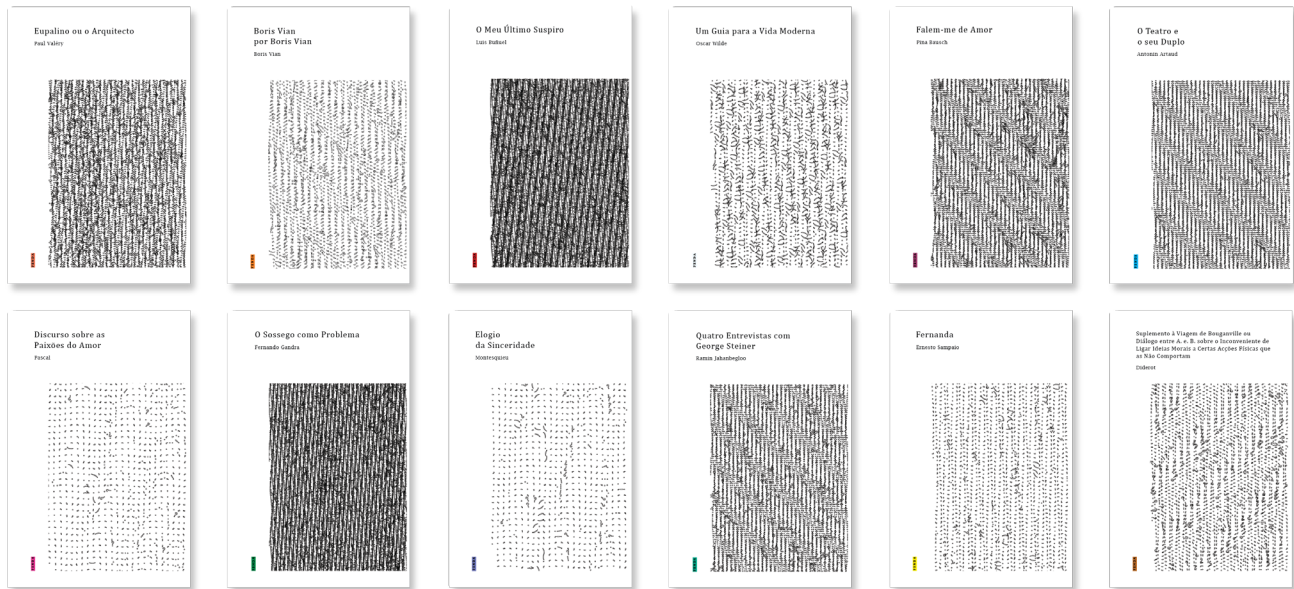 Eupalino ou o Arquitecto
Paul Valéry
Boris Vian
por Boris Vian
Boris Vian
O Meu Último Suspiro
Luis Buñuel
Um Guia para a Vida Moderna
Oscar Wilde
Falem-me de Amor
Pina Bausch
O Teatro e
o seu Duplo
Antonin Artaud
Discurso sobre as
Paixões do Amor
Pascal
O Sossego como Problema
Fernando Gandra
Elogio
da Sinceridade
Montesquieu
Quatro Entrevistas com
George Steiner
Ramin Jahanbegloo
Fernanda
Ernesto Sampaio
Suplemento à Viagem de Bouganville ou
Diálogo entre A. e. B. sobre o Inconveniente de
Ligar Ideias Morais a Certas Acções Físicas que
as Não Comportam
Diderot